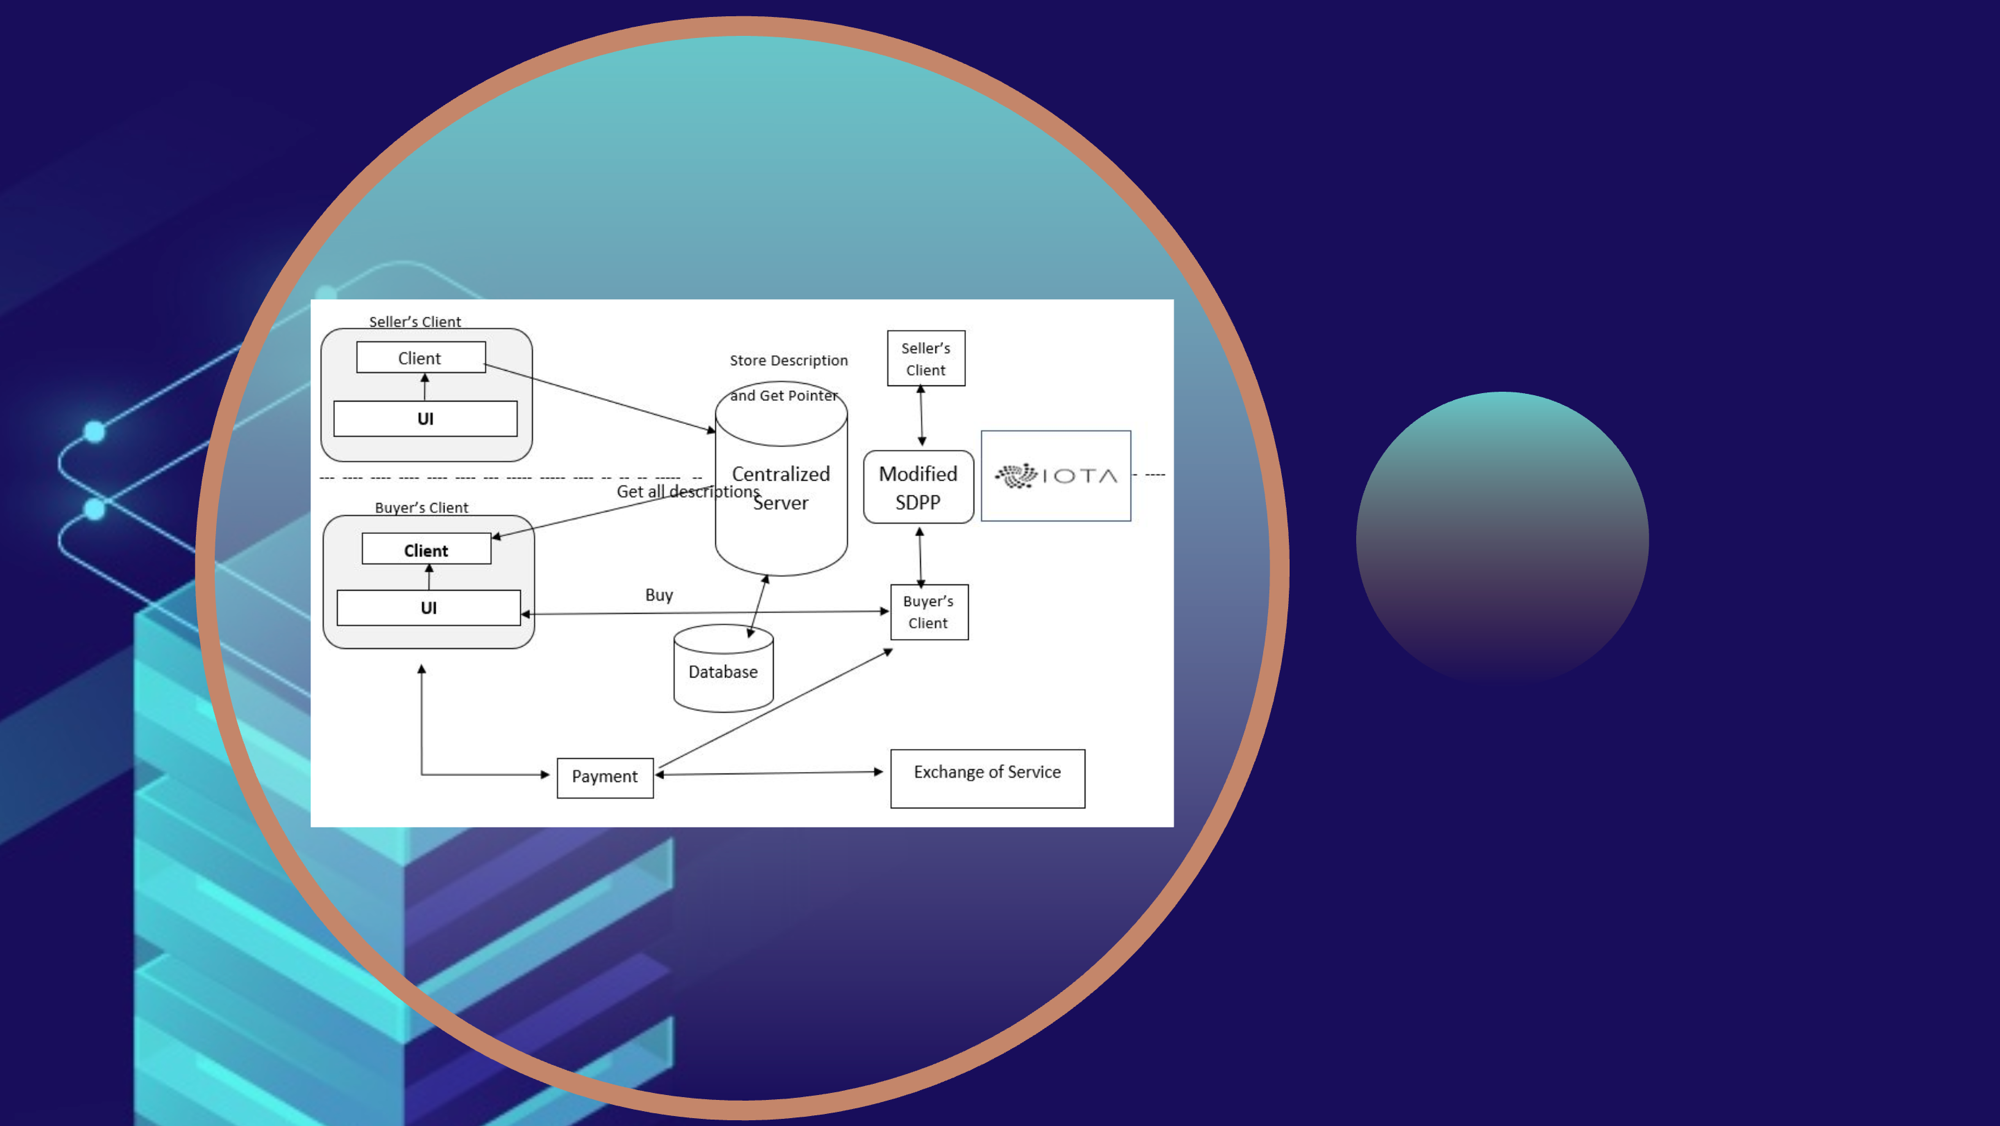 Seller's Client
Client
UI
Store Description
and Get Pointer
Seller's
Client
Centralized
Server
Modified
SDPP
IOTA
Get all descriptions
Buyer's Client
Client
UI
Buy
Buyer's
Client
Database
Payment
Exchange of Service